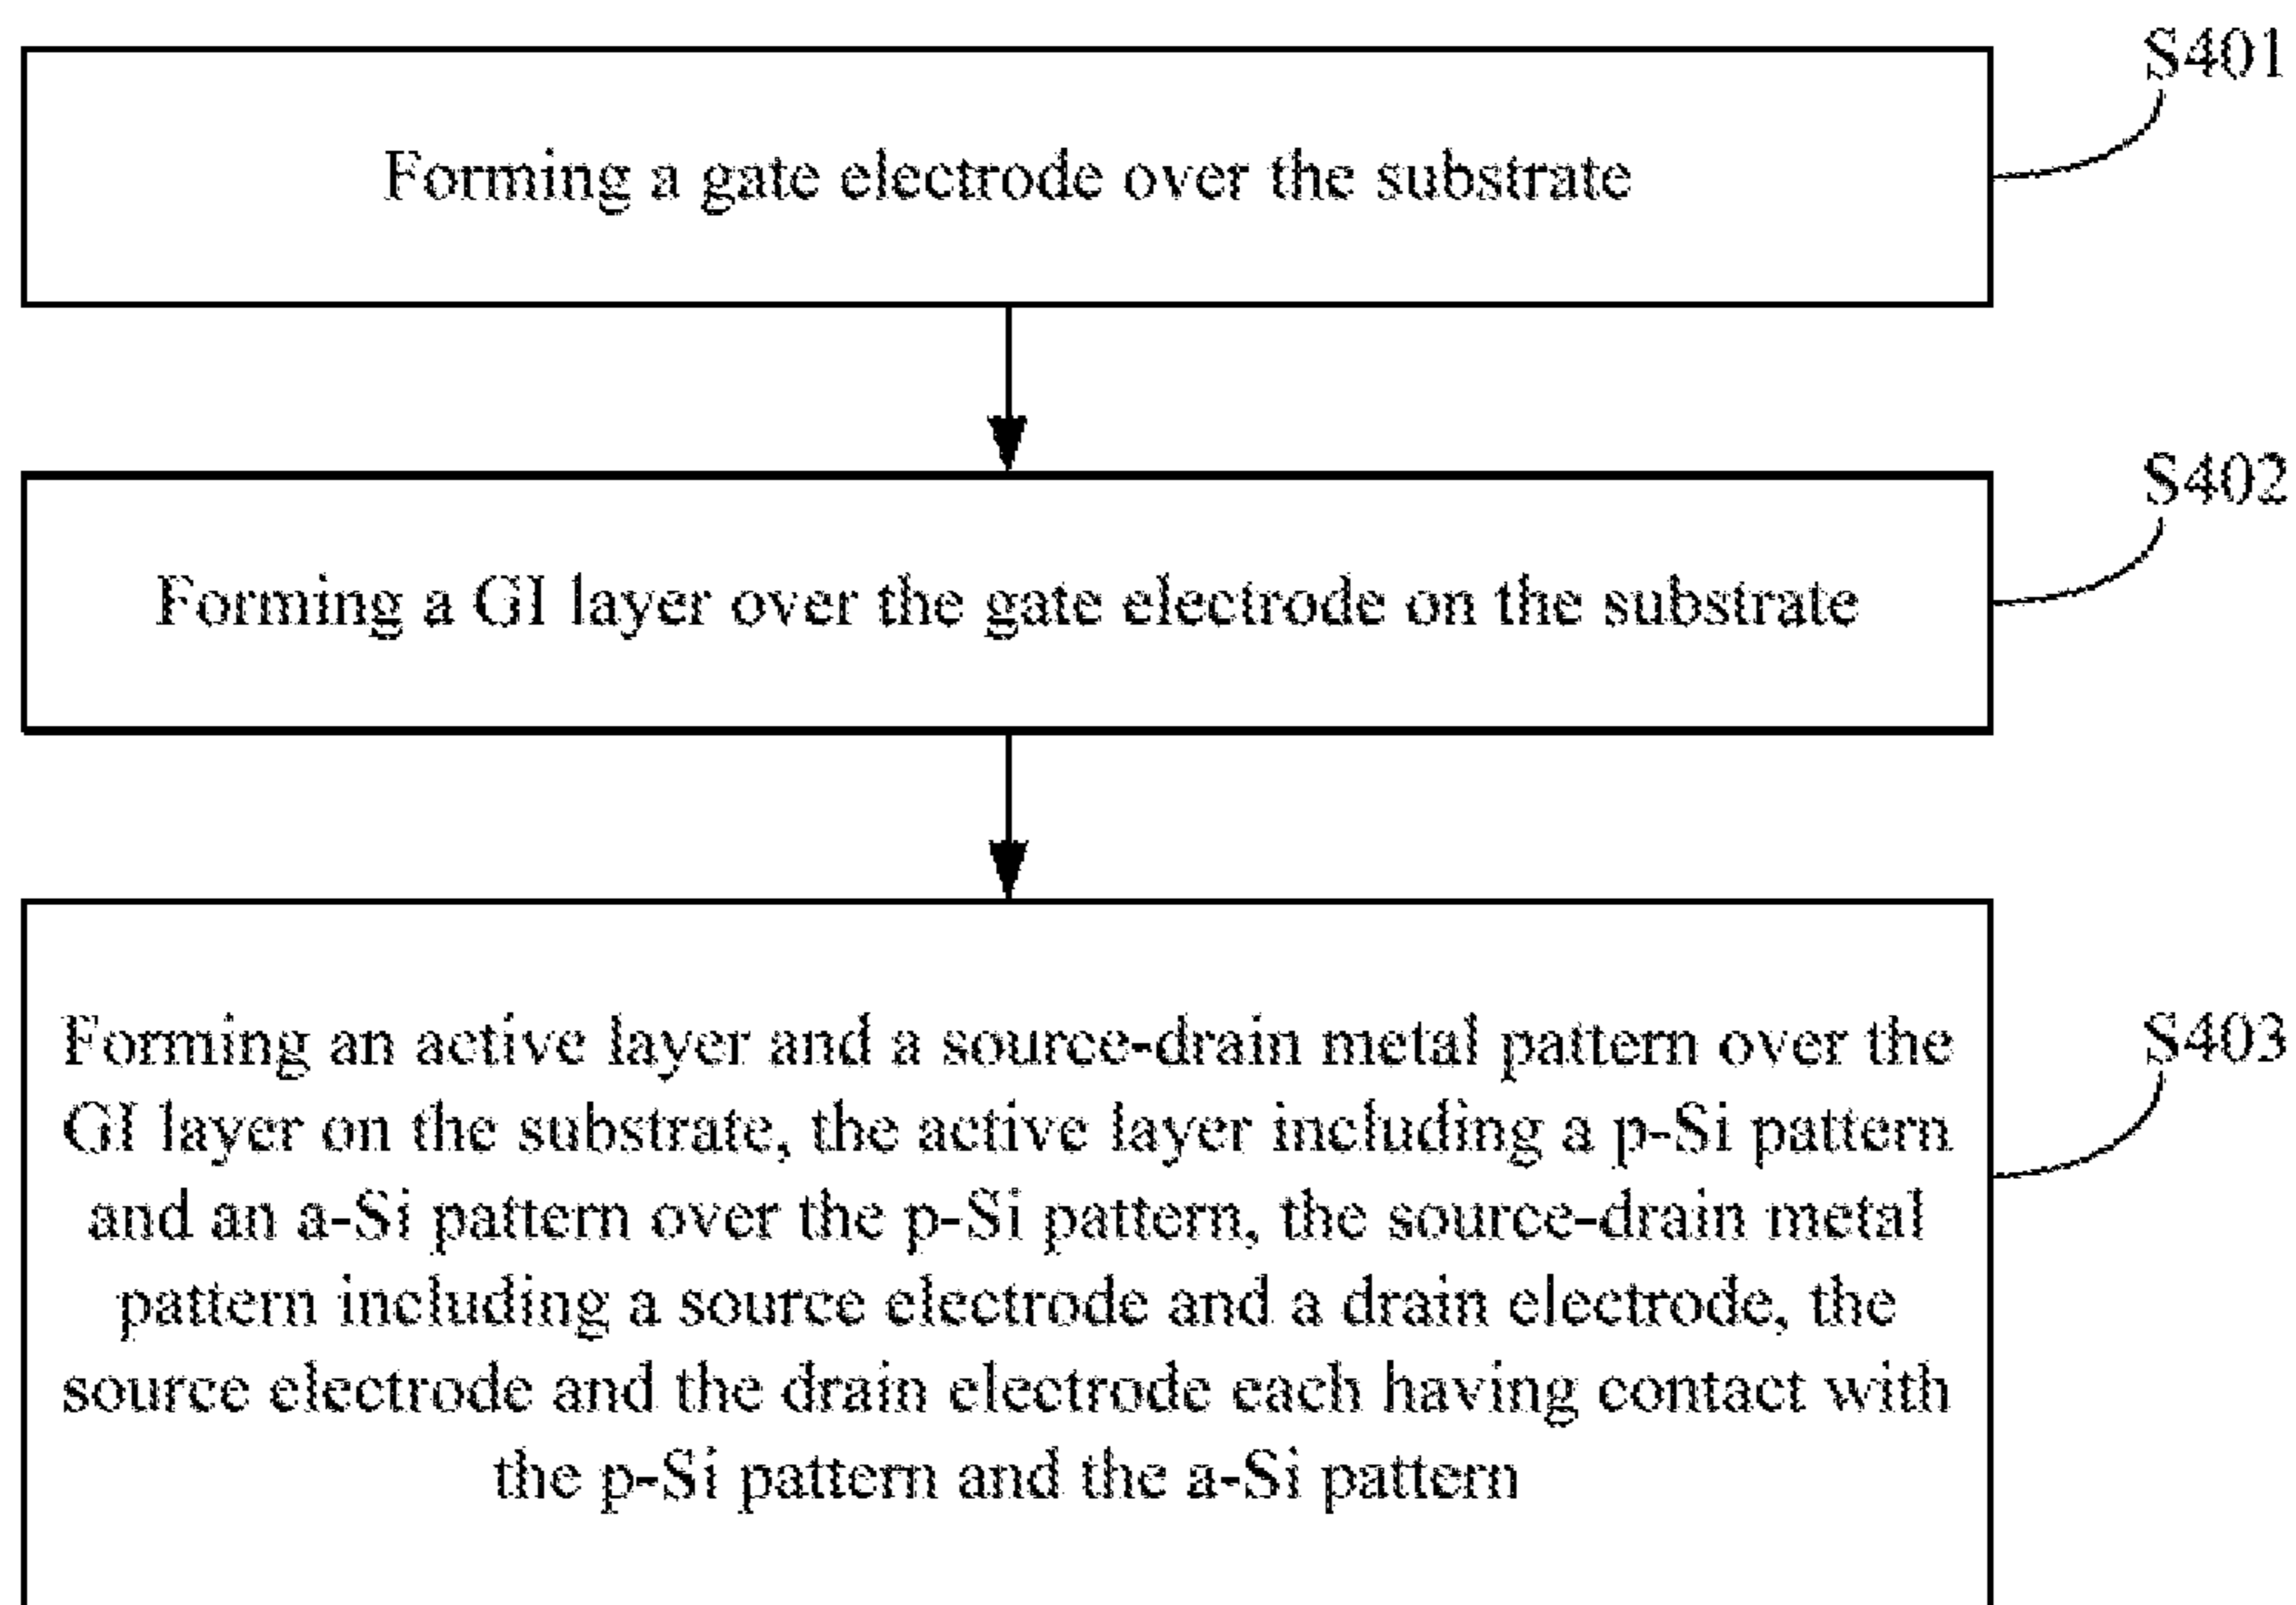 S401
Forming a gate electrode over the substrate
S402
Forming a GI layer over the gate electrode on the substrate
S403
Forming an active layer and a source-drain metal pattern over the
GI layer on the substrate, the active layer including a p-Si pattern
and an a-Si pattern over the p-Si pattern, the source-drain metal
pattern including a source electrode and a drain electrode, the
source electrode and the drain electrode each having contact with
the p-Si pattern and the a-Si pattern